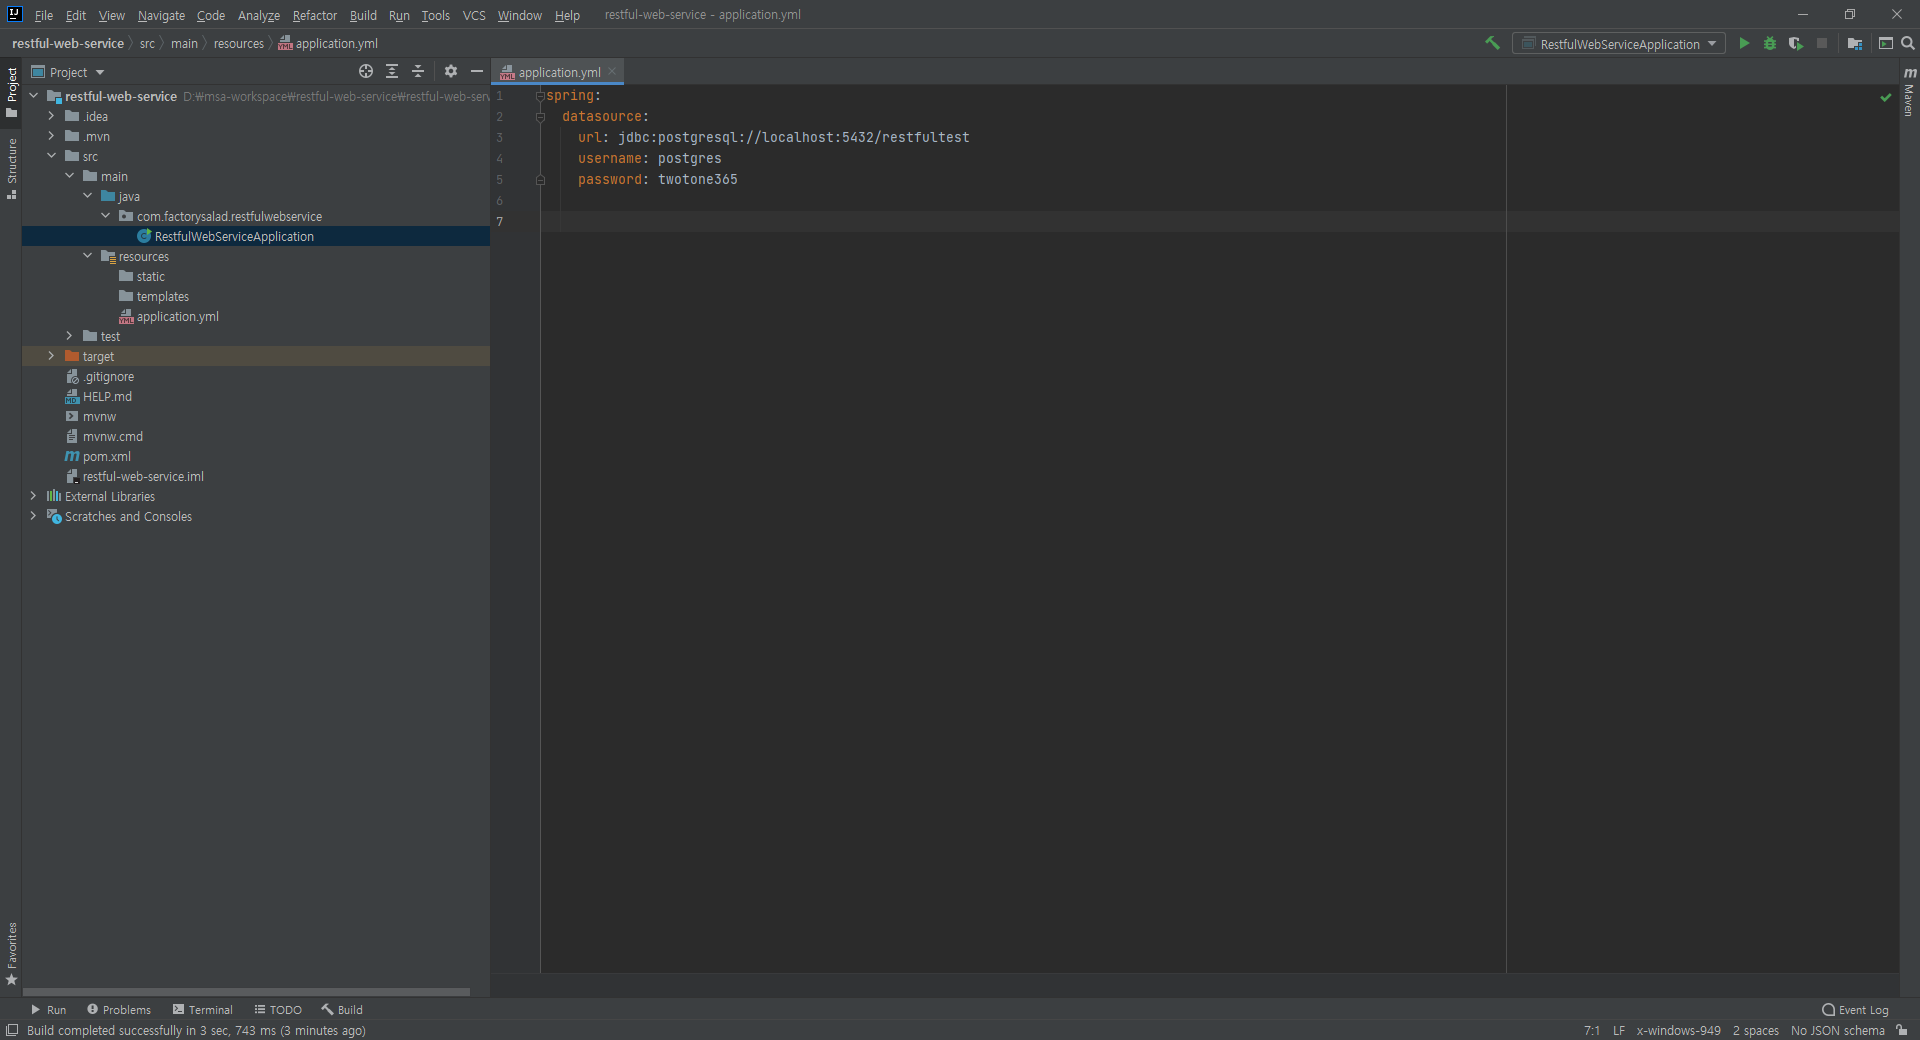 File Edit View Navigate Code Analyze Refactor Build Run Tools VCS Window Help restful-web-service - application.yml
restful-web-service src main resources application.yml RestfulWebServiceApplication
Project
application.yml
Project
Structure
Favorites
Maven
restful-web-service D:₩msa-workspace₩restful-web-service₩restful-web-serv
.idea
.mvn
src
main
java
com.factorysalad.restfulwebservice
RestfulWebServiceApplication
resources
static
templates
application.yml
test
target
.gitignore
HELP.md
mvnw
mvnw.cmd
pom.xml
restful-web-service.iml
External Libraries
Scratches and Consoles
1 spring:
2 datasource:
3 url: jdbc:postgresql://localhost:5432/restfultest
4 username: postgres
5 password: twotone365
6
7
Run Problems Terminal TODO Build Event Log
Build completed successfully in 3 sec, 743 ms (3 minutes ago) 7:1 LF x-windows-949 2 spaces No JSON schema